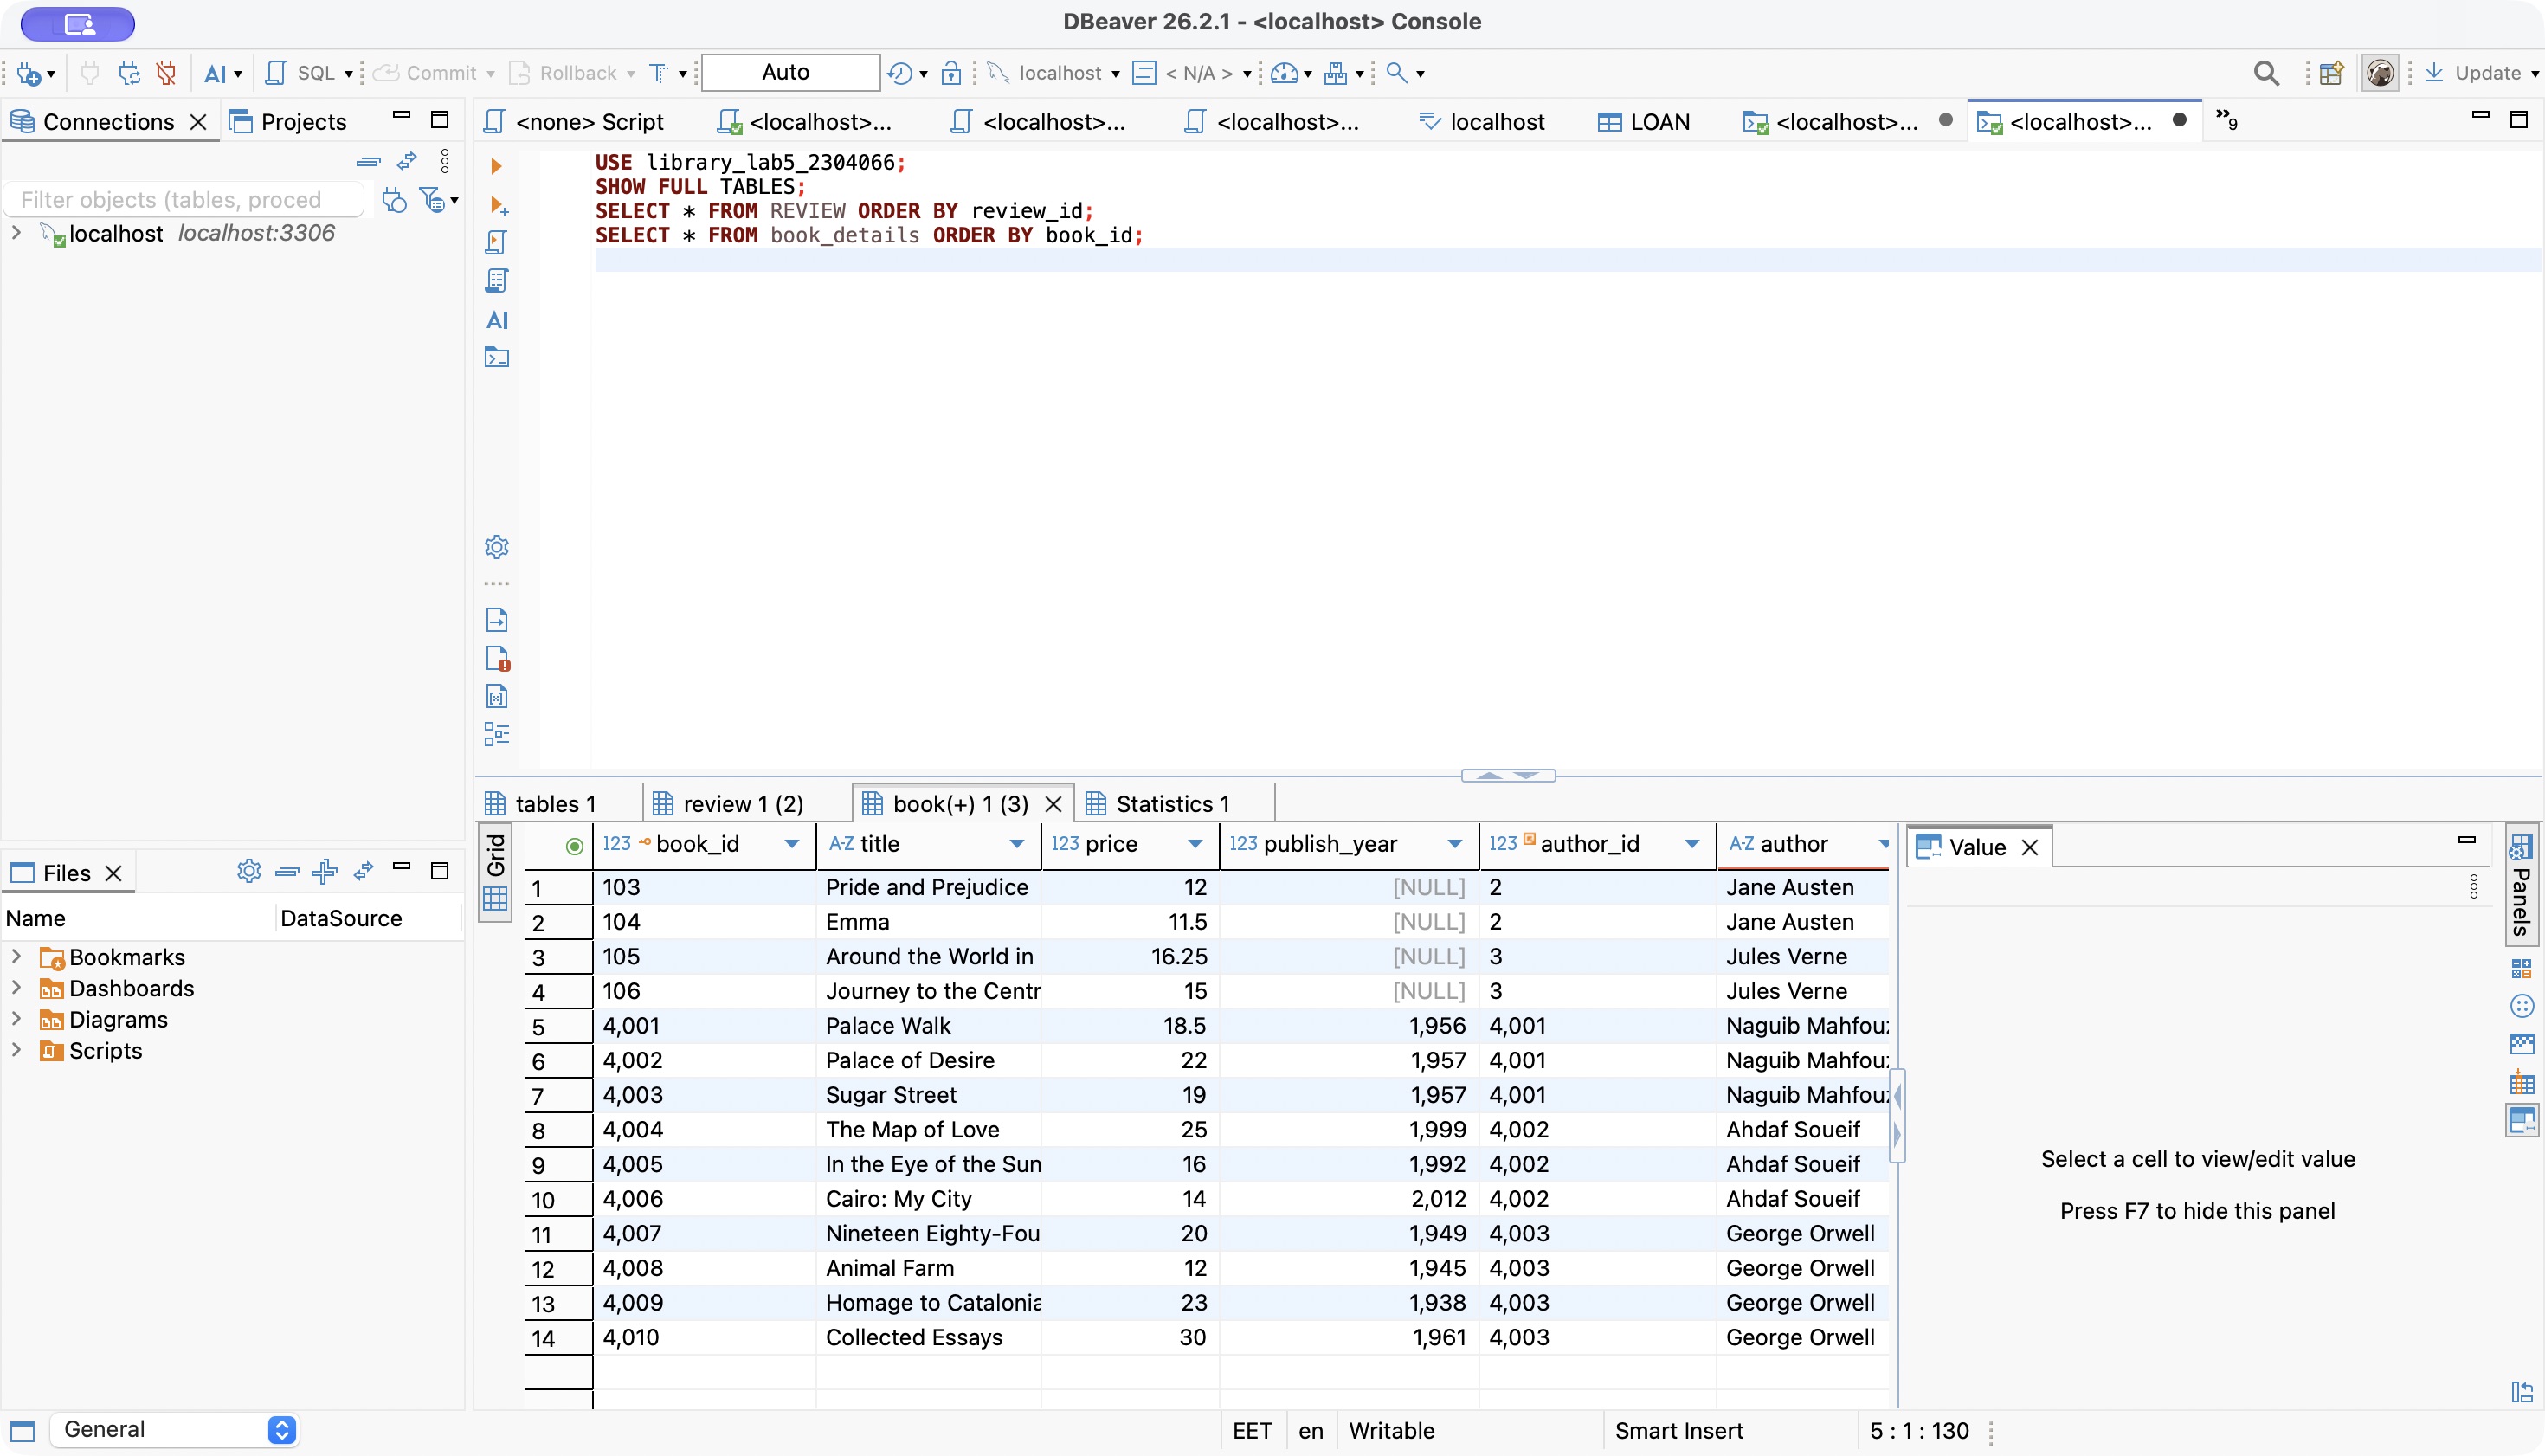 DBeaver 26.2.1 - <localhost> Console
AI SQL Commit Rollback Auto localhost < N/A > Update
Connections Projects
<none> Script <localhost>... <localhost>... <localhost>... localhost LOAN <localhost>... <localhost>... »9
Filter objects (tables, proced
localhost localhost:3306
USE library_lab5_2304066;
SHOW FULL TABLES;
SELECT * FROM REVIEW ORDER BY review_id;
SELECT * FROM book_details ORDER BY book_id;
AI
Files
Name DataSource
Bookmarks
Dashboards
Diagrams
Scripts
tables 1 review 1 (2) book(+) 1 (3) Statistics 1
Grid
123 book_id A-Z title 123 price 123 publish_year 123 author_id A-Z author
1 103 Pride and Prejudice 12 [NULL] 2 Jane Austen
2 104 Emma 11.5 [NULL] 2 Jane Austen
3 105 Around the World in 16.25 [NULL] 3 Jules Verne
4 106 Journey to the Centr 15 [NULL] 3 Jules Verne
5 4,001 Palace Walk 18.5 1,956 4,001 Naguib Mahfouz
6 4,002 Palace of Desire 22 1,957 4,001 Naguib Mahfouz
7 4,003 Sugar Street 19 1,957 4,001 Naguib Mahfouz
8 4,004 The Map of Love 25 1,999 4,002 Ahdaf Soueif
9 4,005 In the Eye of the Sun 16 1,992 4,002 Ahdaf Soueif
10 4,006 Cairo: My City 14 2,012 4,002 Ahdaf Soueif
11 4,007 Nineteen Eighty-Fou 20 1,949 4,003 George Orwell
12 4,008 Animal Farm 12 1,945 4,003 George Orwell
13 4,009 Homage to Catalonia 23 1,938 4,003 George Orwell
14 4,010 Collected Essays 30 1,961 4,003 George Orwell
Value
Select a cell to view/edit value
Press F7 to hide this panel
Panels
General
EET en Writable Smart Insert 5 : 1 : 130